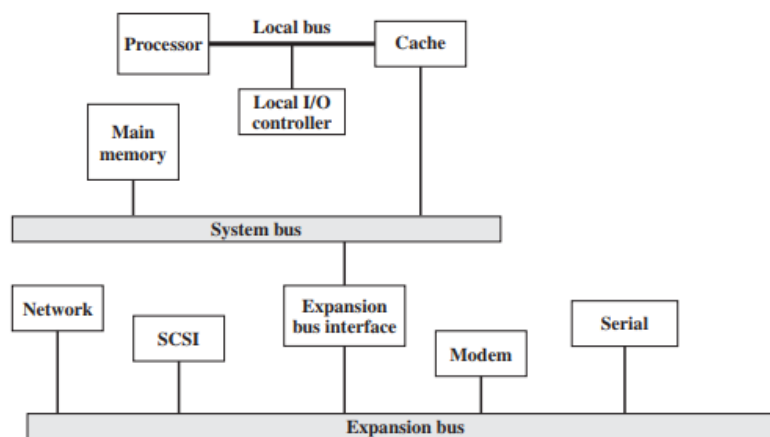 Local bus
Processor
Cache
Local I/O
controller
Main
memory
System bus
Network
SCSI
Expansion
bus interface
Modem
Serial
Expansion bus